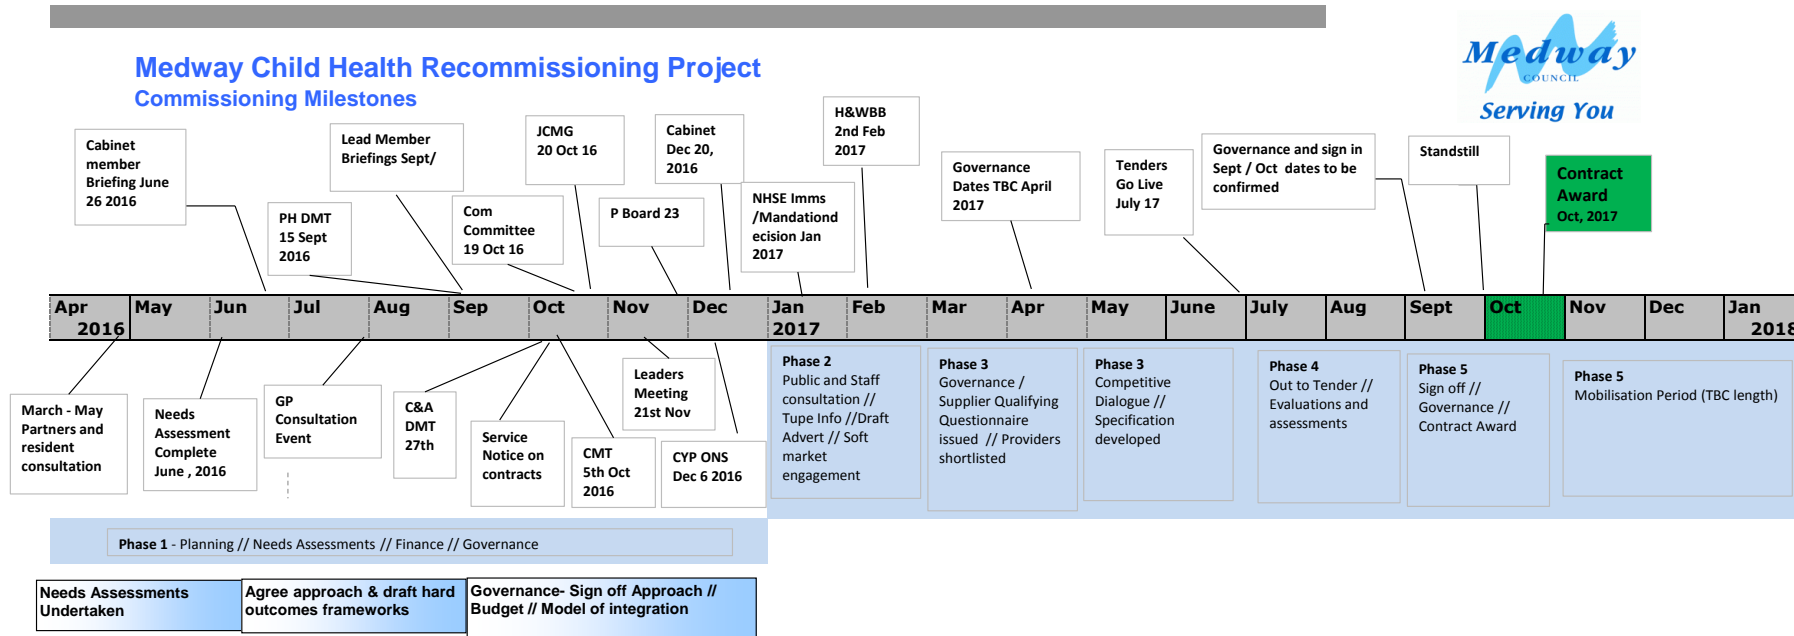 Medway
COUNCIL
Serving You
Medway Child Health Recommissioning Project
Commissioning Milestones
Cabinet
member
Briefing June
26 2016
PH DMT
15 Sept
2016
Lead Member
Briefings Sept/
Com
Committee
19 Oct 16
JCMG
20 Oct 16
P Board 23
Cabinet
Dec 20,
2016
NHSE Imms
/Mandationd
ecision Jan
2017
H&WBB
2nd Feb
2017
Governance
Dates TBC April
2017
Tenders
Go Live
July 17
Governance and sign in
Sept / Oct dates to be
confirmed
Standstill
Contract
Award
Oct, 2017
Apr
2016
May
Jun
Jul
Aug
Sep
Oct
Nov
Dec
Jan
2017
Feb
Mar
Apr
May
June
July
Aug
Sept
Oct
Nov
Dec
Jan
2018
March - May
Partners and
resident
consultation
Needs
Assessment
Complete
June , 2016
GP
Consultation
Event
C&A
DMT
27th
Service
Notice on
contracts
CMT
5th Oct
2016
Leaders
Meeting
21st Nov
CYP ONS
Dec 6 2016
Phase 2
Public and Staff
consultation //
Tupe Info //Draft
Advert // Soft
market
engagement
Phase 3
Governance /
Supplier Qualifying
Questionnaire
issued // Providers
shortlisted
Phase 3
Competitive
Dialogue //
Specification
developed
Phase 4
Out to Tender //
Evaluations and
assessments
Phase 5
Sign off //
Governance //
Contract Award
Phase 5
Mobilisation Period (TBC length)
Phase 1 - Planning // Needs Assessments // Finance // Governance
Needs Assessments
Undertaken
Agree approach & draft hard
outcomes frameworks
Governance- Sign off Approach //
Budget // Model of integration